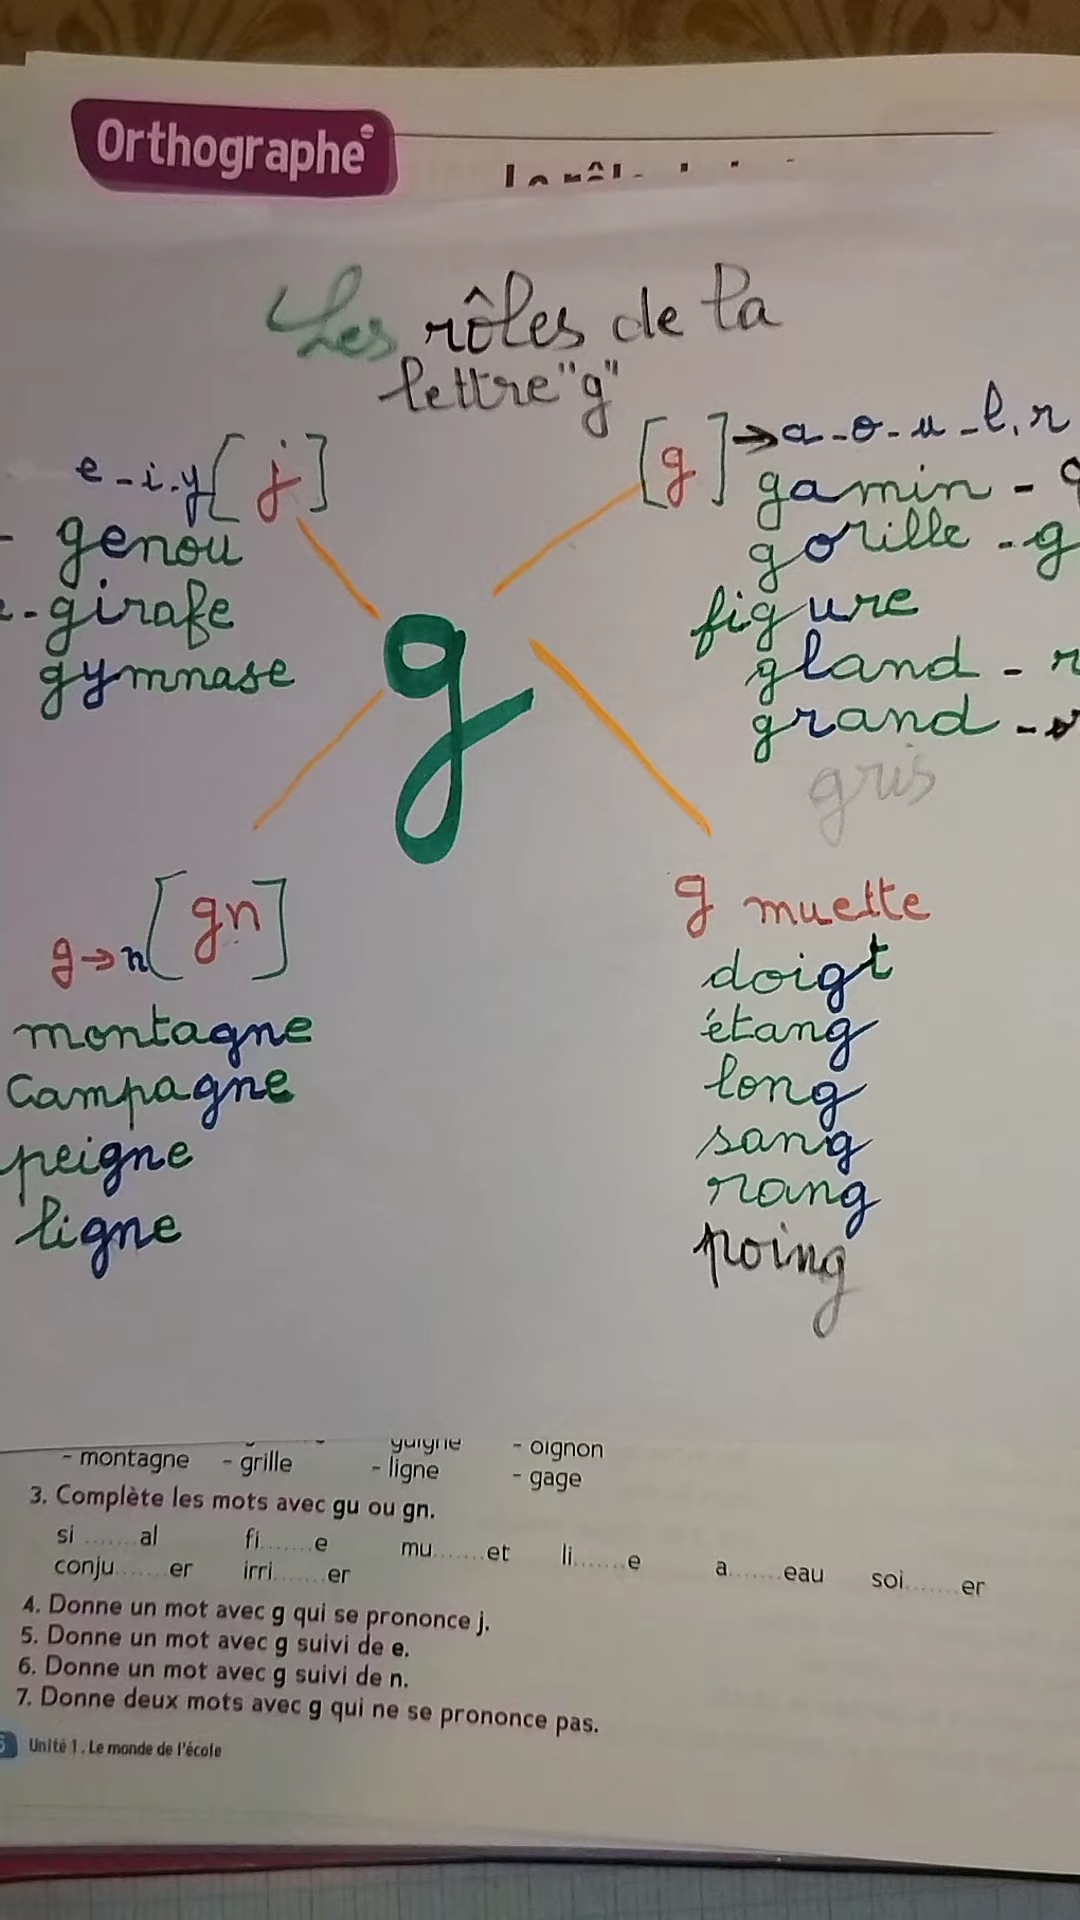 Orthographe
Les rôles de la
lettre "g"
e-i-y [j]
- genou
-girafe
gymnase
[g] → a-o-u-l,r
gamin -
gorille - g
figure
gland -
grand -
gris
g→n [gn]
montagne
Campagne
peigne
ligne
g muette
doigt
étang
long
sang
rang
poing
- montagne - grille - ligne - oignon
- gage
3. Complète les mots avec gu ou gn.
si.......al fi.......e mu.......et li.......e a.......eau soi.......er
conju.......er irri.......er
4. Donne un mot avec g qui se prononce j.
5. Donne un mot avec g suivi de e.
6. Donne un mot avec g suivi de n.
7. Donne deux mots avec g qui ne se prononce pas.
Unité 1. Le monde de l'école